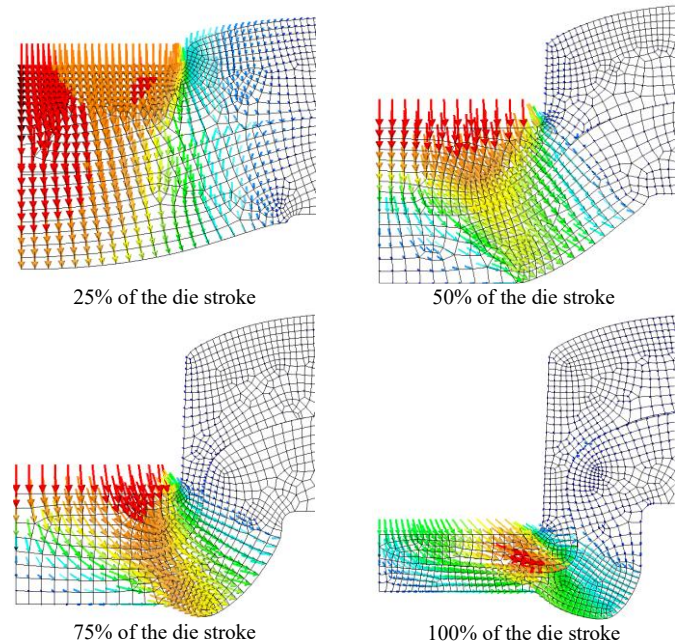 25% of the die stroke
50% of the die stroke
75% of the die stroke
100% of the die stroke